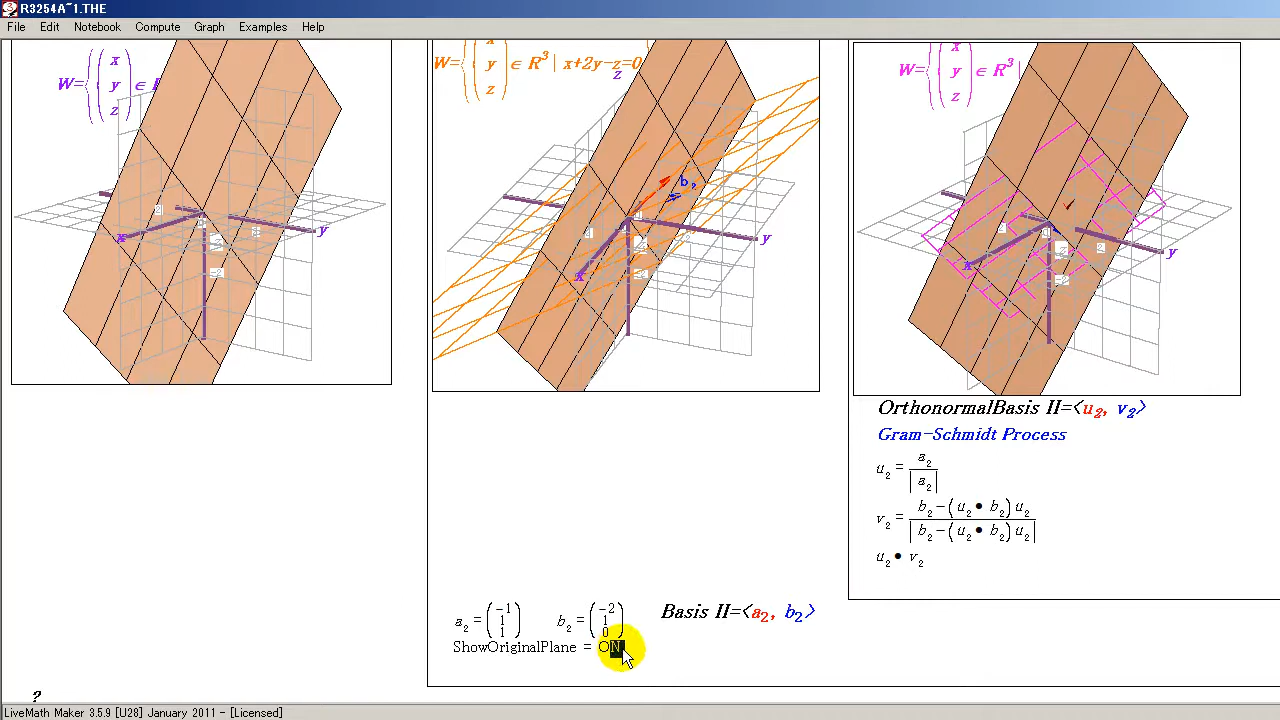 R3254A~1.THE
File Edit Notebook Compute Graph Examples Help
W={(x y z) ∈ R
W={(x y z) ∈ R³ | x+2y-z=0
W={(x y z) ∈ R³ |
x y
z x y b₂
x y
OrthonormalBasis II=<u₂, v₂>
Gram-Schmidt Process
u₂ = a₂ / |a₂|
v₂ = b₂-(u₂•b₂)u₂ / |b₂-(u₂•b₂)u₂|
u₂•v₂
a₂ = (-1 1 1) b₂ = (-2 1 0) Basis II=<a₂, b₂>
ShowOriginalPlane = ON
?
LiveMath Maker 3.5.9 [U28] January 2011 - [Licensed]